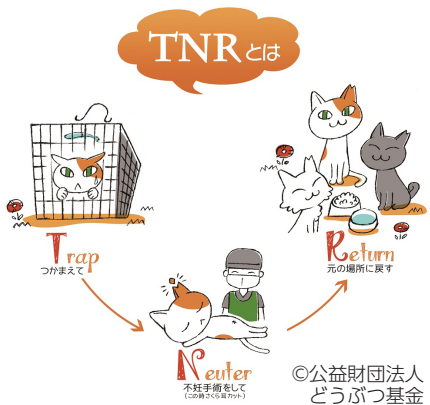 TNRとは
Trap
つかまえて
Neuter
不妊手術をして
(この時さくら耳カット)
Return
元の場所に戻す
©公益財団法人
どうぶつ基金